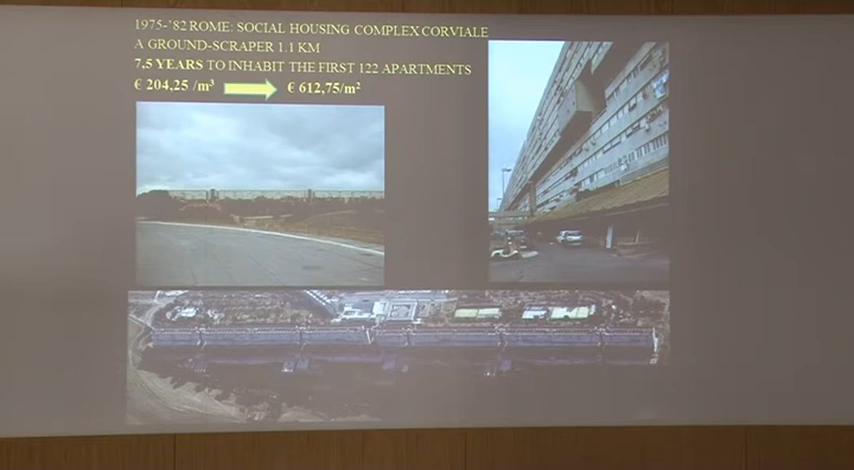 1975-'82 ROME: SOCIAL HOUSING COMPLEX CORVIALE
A GROUND-SCRAPER 1.1 KM
7,5 YEARS TO INHABIT THE FIRST 122 APARTMENTS
€ 204,25 /m³ € 612,75/m²